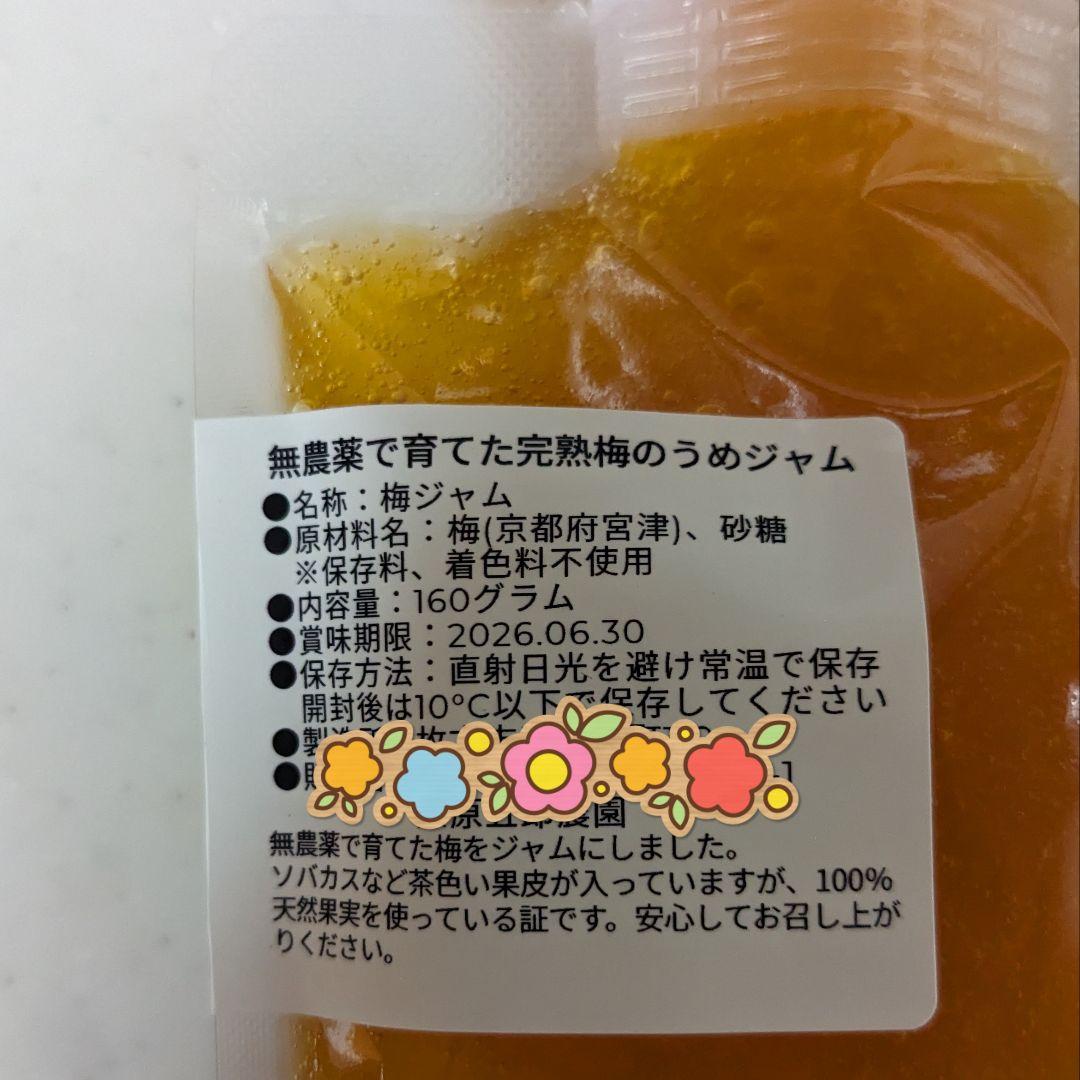 無農薬で育てた完熟梅のうめジャム
●名称：梅ジャム
●原材料名：梅(京都府宮津)、砂糖
※保存料、着色料不使用
●内容量：160グラム
●賞味期限：2026.06.30
●保存方法：直射日光を避け常温で保存
開封後は10°C以下で保存してください
●製造
●
農園
無農薬で育てた梅をジャムにしました。
ソバカスなど茶色い果皮が入っていますが、100%
天然果実を使っている証です。安心してお召し上が
りください。